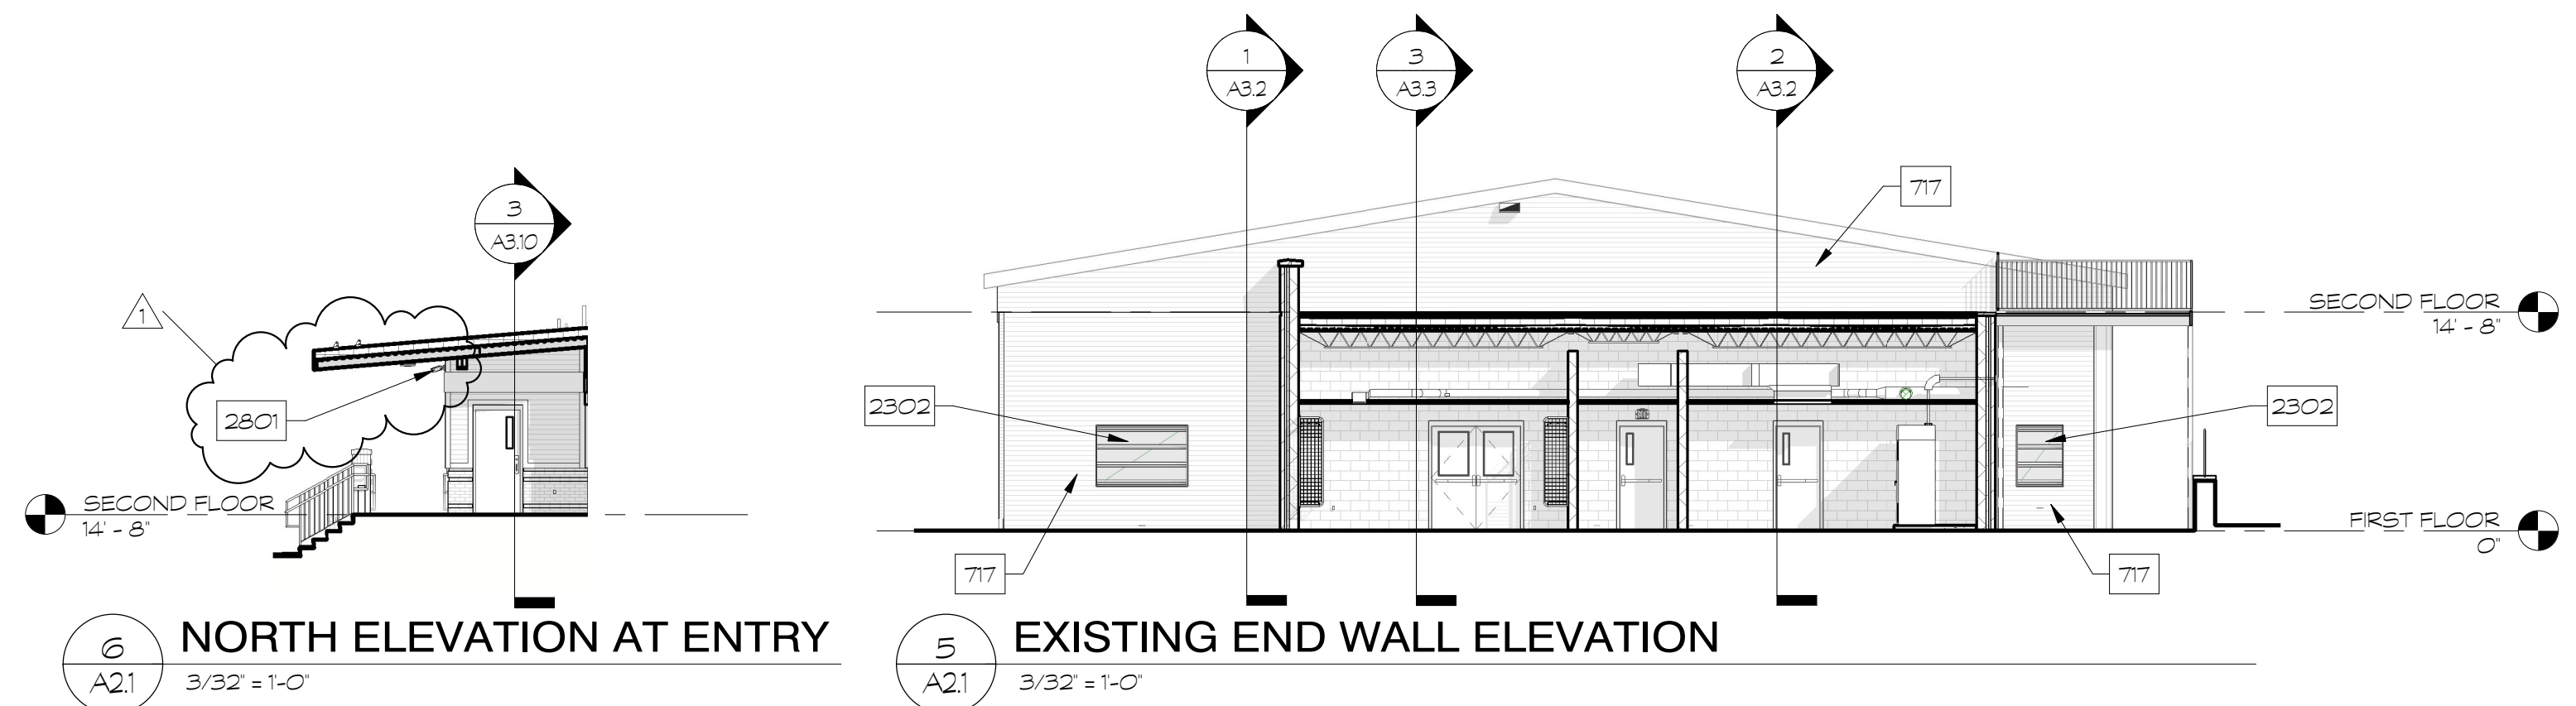 1
A3.2
3
A3.3
2
A3.2
717
3
A3.10
1
2801
SECOND FLOOR
14' - 8"
SECOND FLOOR
14' - 8"
2302
2302
FIRST FLOOR
0"
717
717
6
A2.1
NORTH ELEVATION AT ENTRY
3/32" = 1'-0"
5
A2.1
EXISTING END WALL ELEVATION
3/32" = 1'-0"